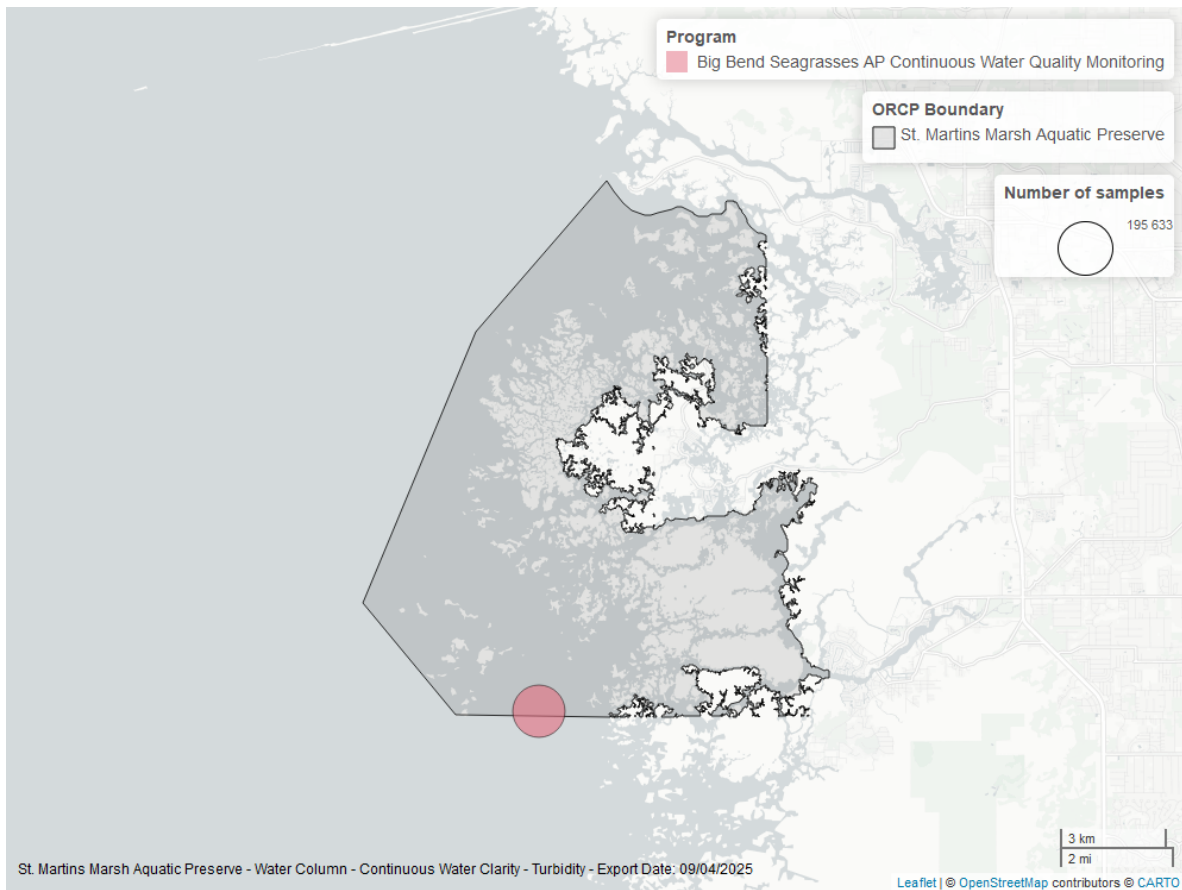 Program
Big Bend Seagrasses AP Continuous Water Quality Monitoring
ORCP Boundary
St. Martins Marsh Aquatic Preserve
Number of samples
195 633
3 km
2 mi
St. Martins Marsh Aquatic Preserve - Water Column - Continuous Water Clarity - Turbidity - Export Date: 09/04/2025
Leaflet | © OpenStreetMap contributors © CARTO